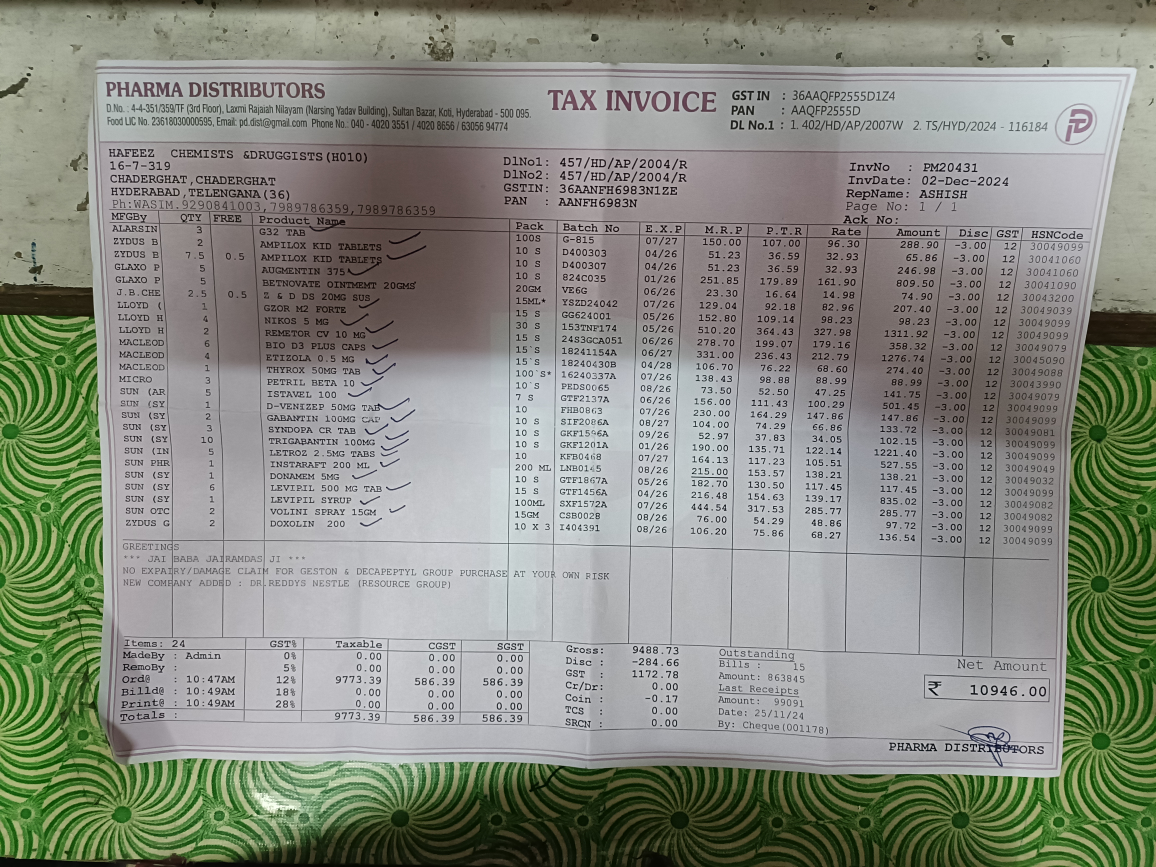 PHARMA DISTRIBUTORS
D.No. : 4-4-351/359/TF (3rd Floor), Laxmi Rajaiah Nilayam (Narsing Yadav Building), Sultan Bazar, Koti, Hyderabad - 500 095.
Food LIC No. 23618030000595, Email: pd.dist@gmail.com Phone No.: 040 - 4020 3551 / 4020 8656 / 63056 94774
TAX INVOICE
GST IN : 36AAQFP2555D1Z4
PAN : AAQFP2555D
DL No.1 : 1. 402/HD/AP/2007W 2. TS/HYD/2024 - 116184
HAFEEZ CHEMISTS &DRUGGISTS(H010)
16-7-319
CHADERGHAT,CHADERGHAT
HYDERABAD,TELENGANA(36)
Ph:WASIM.9290841003,7989786359,7989786359
DlNo1: 457/HD/AP/2004/R
DlNo2: 457/HD/AP/2004/R
GSTIN: 36AANFH6983N1ZE
PAN : AANFH6983N
InvNo : PM20431
InvDate: 02-Dec-2024
RepName: ASHISH
Page No: 1 / 1
Ack No:
MFGBy QTY FREE Product Name Pack Batch No E.X.P M.R.P P.T.R Rate Amount Disc GST HSNCode
ALARSIN 3 G32 TAB 100S G-815 07/27 150.00 107.00 96.30 288.90 -3.00 12 30049099
ZYDUS B 2 AMPILOX KID TABLETS 10 S D400303 04/26 51.23 36.59 32.93 65.86 -3.00 12 30041060
ZYDUS B 7.5 0.5 AMPILOX KID TABLETS 10 S D400307 04/26 51.23 36.59 32.93 246.98 -3.00 12 30041060
GLAXO P 5 AUGMENTIN 375 10 S 824C035 01/26 251.85 179.89 161.90 809.50 -3.00 12 30041090
GLAXO P 5 BETNOVATE OINTMEMT 20GMS 20GM VE6G 06/26 23.30 16.64 14.98 74.90 -3.00 12 30043200
J.B.CHE 2.5 0.5 Z & D DS 20MG SUS 15ML* YSZD24042 07/26 129.04 92.18 82.96 207.40 -3.00 12 30049039
LLOYD ( 1 GZOR M2 FORTE 15 S GG624001 05/26 152.80 109.14 98.23 98.23 -3.00 12 30049099
LLOYD H 4 NIKOS 5 MG 30 S 153TNF174 05/26 510.20 364.43 327.98 1311.92 -3.00 12 30049099
LLOYD H 2 REMETOR CV 10 MG 15 S 24S3GCA051 06/26 278.70 199.07 179.16 358.32 -3.00 12 30049079
MACLEOD 6 BIO D3 PLUS CAPS 15`S 18241154A 06/27 331.00 236.43 212.79 1276.74 -3.00 12 30045090
MACLEOD 4 ETIZOLA 0.5 MG 15`S 18240430B 04/28 106.70 76.22 68.60 274.40 -3.00 12 30049088
MACLEOD 1 THYROX 50MG TAB 100`S* 16240337A 07/26 138.43 98.88 88.99 88.99 -3.00 12 30043990
MICRO 3 PETRIL BETA 10 10`S PEDS0065 08/26 73.50 52.50 47.25 141.75 -3.00 12 30049079
SUN (AR 5 ISTAVEL 100 7 S GTF2137A 06/26 156.00 111.43 100.29 501.45 -3.00 12 30049099
SUN (SY 1 D-VENIZEP 50MG TAB 10 FHB0863 07/26 230.00 164.29 147.86 147.86 -3.00 12 30049099
SUN (SY 2 GABANTIN 100MG CAP 10 S SIF2086A 08/27 104.00 74.29 66.86 133.72 -3.00 12 30049081
SUN (SY 3 SYNDOPA CR TAB 10 S GKF1596A 09/26 52.97 37.83 34.05 102.15 -3.00 12 30049099
SUN (SY 10 TRIGABANTIN 100MG 10 S GKF1201A 01/26 190.00 135.71 122.14 1221.40 -3.00 12 30049099
SUN (IN 5 LETROZ 2.5MG TABS 10 KFB0468 07/27 164.13 117.23 105.51 527.55 -3.00 12 30049049
SUN PHR 1 INSTARAFT 200 ML 200 ML LNB0145 08/26 215.00 153.57 138.21 138.21 -3.00 12 30049032
SUN (SY 1 DONAMEM 5MG 10 S GTF1867A 05/26 182.70 130.50 117.45 117.45 -3.00 12 30049099
SUN (SY 6 LEVIPIL 500 MG TAB 15 S GTF1456A 04/26 216.48 154.63 139.17 835.02 -3.00 12 30049082
SUN (SY 1 LEVIPIL SYRUP 100ML SXF1572A 07/26 444.54 317.53 285.77 285.77 -3.00 12 30049082
SUN OTC 2 VOLINI SPRAY 15GM 15GM CSB0028 08/26 76.00 54.29 48.86 97.72 -3.00 12 30049099
ZYDUS G 2 DOXOLIN 200 10 X 3 I404391 08/26 106.20 75.86 68.27 136.54 -3.00 12 30049099
GREETINGS
*** JAI BABA JAIRAMDAS JI ***
NO EXPAIRY/DAMAGE CLAIM FOR GESTON & DECAPEPTYL GROUP PURCHASE AT YOUR OWN RISK
NEW COMPANY ADDED : DR.REDDYS NESTLE (RESOURCE GROUP)
Items: 24 GST% Taxable CGST SGST
MadeBy : Admin 0% 0.00 0.00 0.00
RemoBy : 5% 0.00 0.00 0.00
Ord@ : 10:47AM 12% 9773.39 586.39 586.39
Billd@ : 10:49AM 18% 0.00 0.00 0.00
Print@ : 10:49AM 28% 0.00 0.00 0.00
Totals : 9773.39 586.39 586.39
Gross: 9488.73
Disc : -284.66
GST : 1172.78
Cr/Dr: 0.00
Coin : -0.17
TCS : 0.00
SRCN : 0.00
Outstanding
Bills : 15
Amount: 863845
Last Receipts
Amount: 99091
Date: 25/11/24
By: Cheque(001178)
Net Amount
₹ 10946.00
PHARMA DISTRIBUTORS